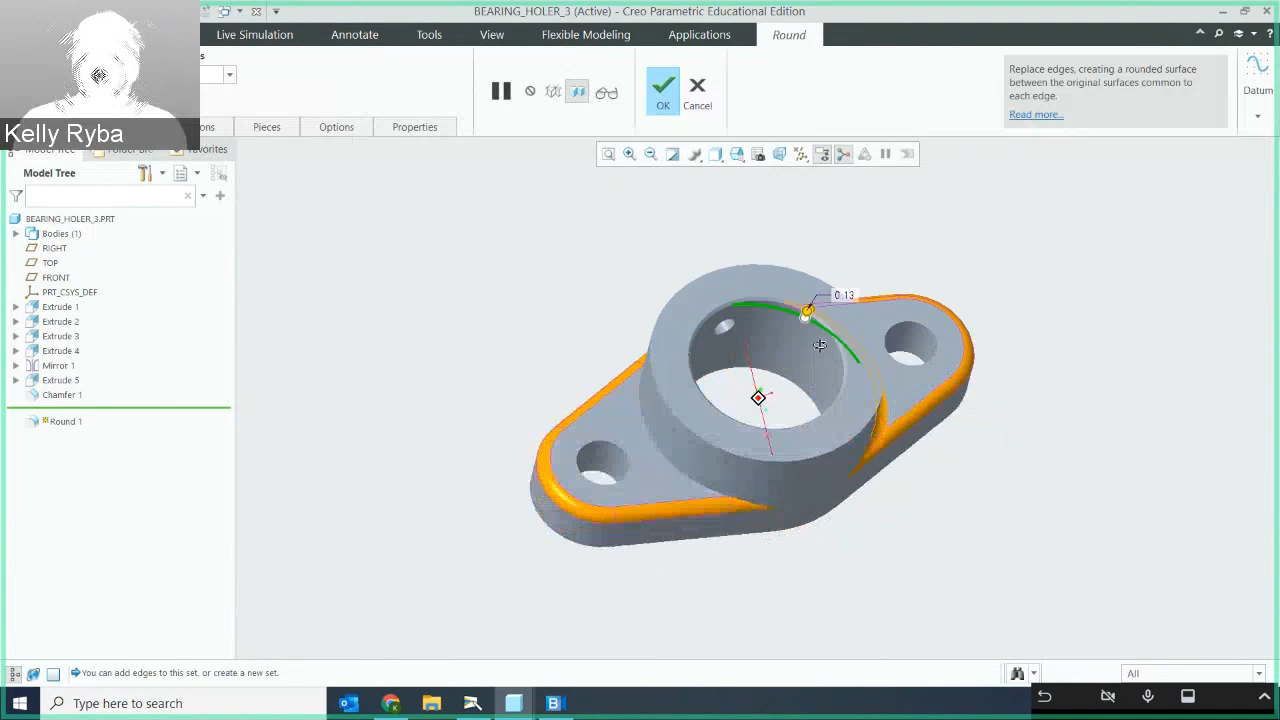 BEARING_HOLER_3 (Active) - Creo Parametric Educational Edition
Live Simulation
Annotate
Tools
View
Flexible Modeling
Applications
Round
OK
Cancel
Replace edges, creating a rounded surface
between the original surfaces common to
each edge.
Read more...
Datum
Kelly Ryba
Pieces
Options
Properties
Model Tree
BEARING_HOLER_3.PRT
Bodies (1)
RIGHT
TOP
FRONT
PRT_CSYS_DEF
Extrude 1
Extrude 2
Extrude 3
Extrude 4
Mirror 1
Extrude 5
Chamfer 1
Round 1
0.13
You can add edges to this set, or create a new set.
All
Type here to search